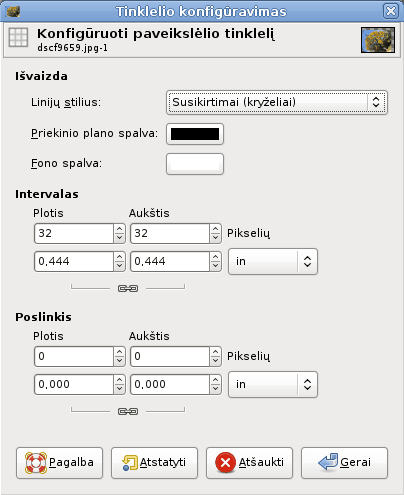 Tinklelio konfigūravimas
Konfigūruoti paveikslėlio tinklelį
dscf9659.jpg-1
Išvaizda
Linijų stilius: Susikirtimai (kryželiai)
Priekinio plano spalva:
Fono spalva:
Intervalas
Plotis Aukštis
32 32 Pikselių
0,444 0,444 in
Poslinkis
Plotis Aukštis
0 0 Pikselių
0,000 0,000 in
Pagalba Atstatyti Atšaukti Gerai